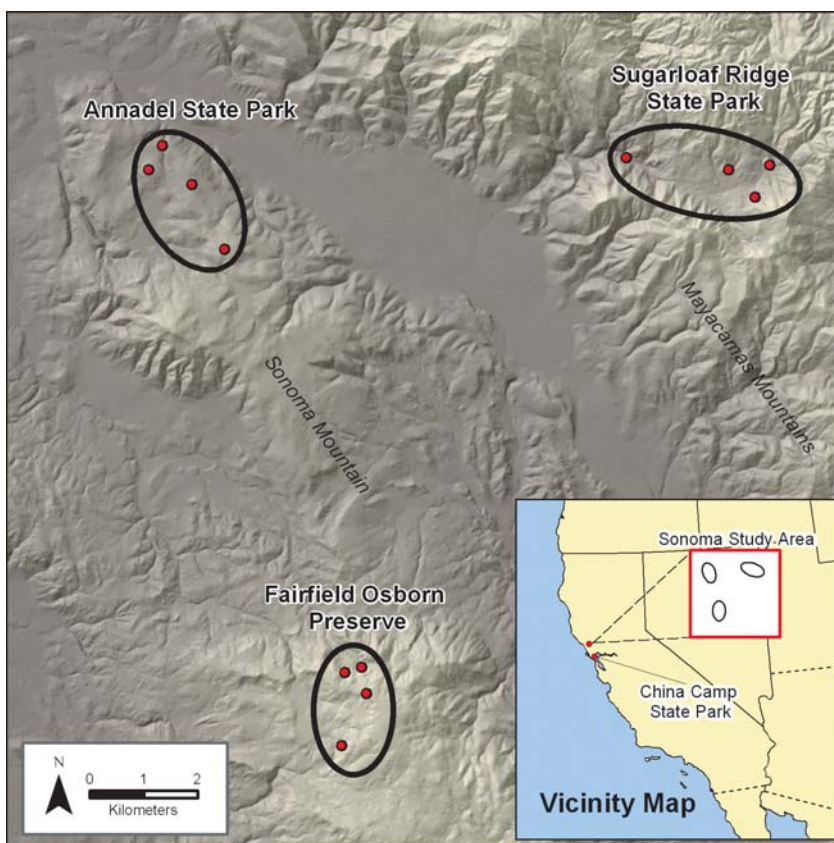 Sugarloaf Ridge
State Park
Annadel State Park
Mayacamas Mountains
Sonoma Mountain
Fairfield Osborn
Preserve
Sonoma Study Area
China Camp
State Park
Vicinity Map
N
0 1 2
Kilometers